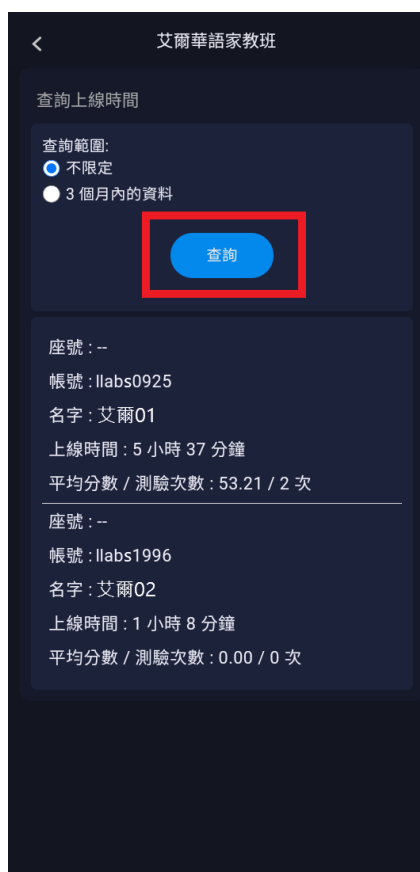 艾爾華語家教班
查詢上線時間
查詢範圍:
不限定
3 個月內的資料
查詢
座號 : --
帳號 : llabs0925
名字 : 艾爾01
上線時間 : 5 小時 37 分鐘
平均分數 / 測驗次數 : 53.21 / 2 次
座號 : --
帳號 : llabs1996
名字 : 艾爾02
上線時間 : 1 小時 8 分鐘
平均分數 / 測驗次數 : 0.00 / 0 次